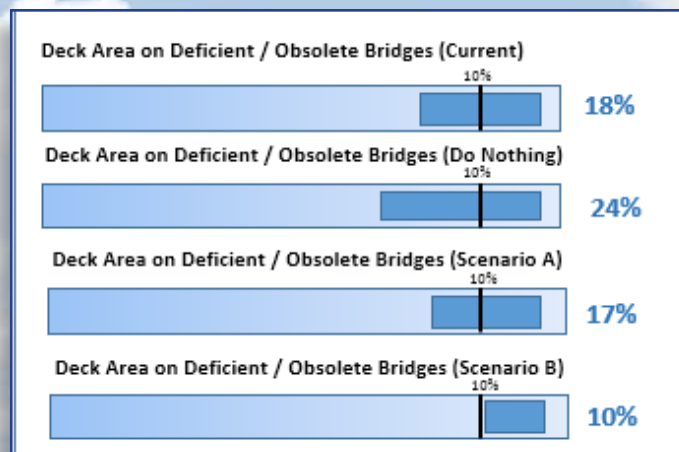 Deck Area on Deficient / Obsolete Bridges (Current)
10%
18%
Deck Area on Deficient / Obsolete Bridges (Do Nothing)
10%
24%
Deck Area on Deficient / Obsolete Bridges (Scenario A)
10%
17%
Deck Area on Deficient / Obsolete Bridges (Scenario B)
10%
10%